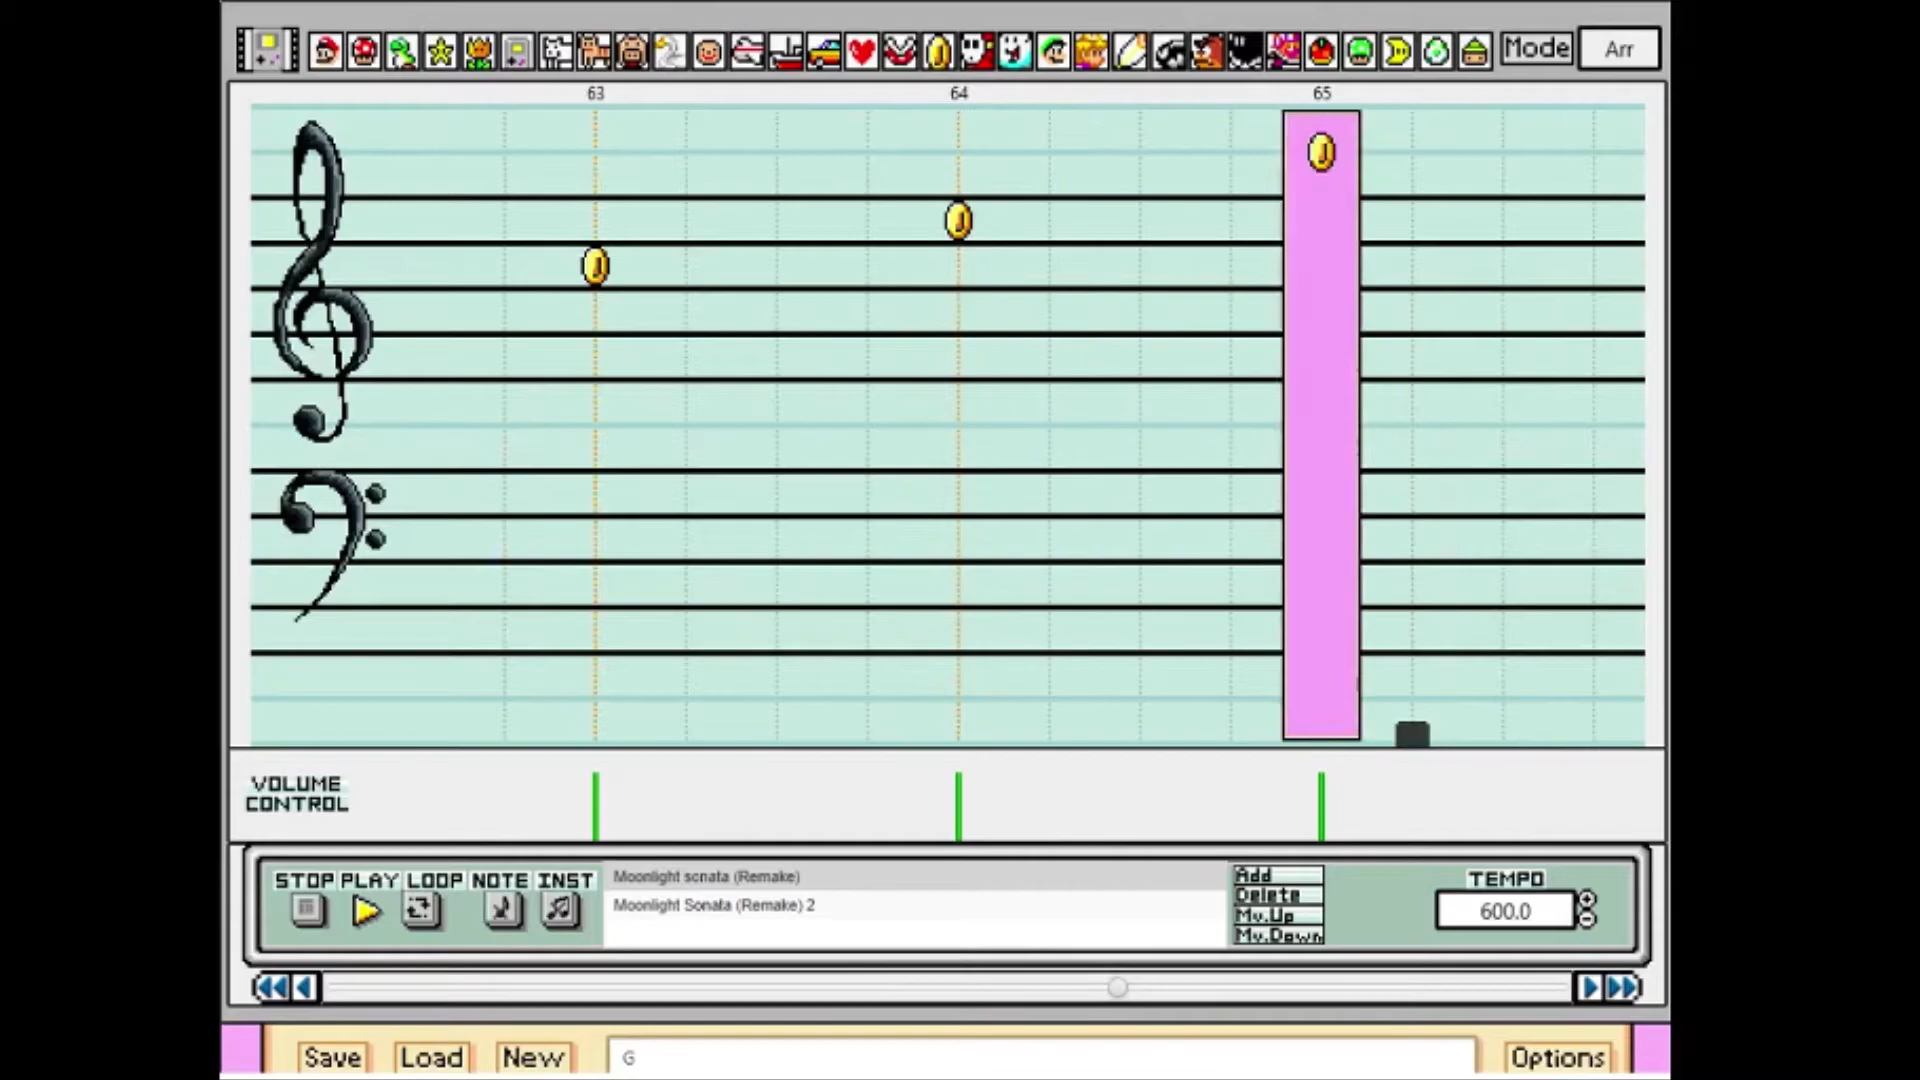 Mode Arr
63 64 65
VOLUME
CONTROL
STOP PLAY LOOP NOTE INST
Moonlight scnata (Remake)
Moonlight Sonata (Remake) 2
Add
Delete
Mv.Up
Mv.Down
TEMPO
600.0
Save Load New G Options